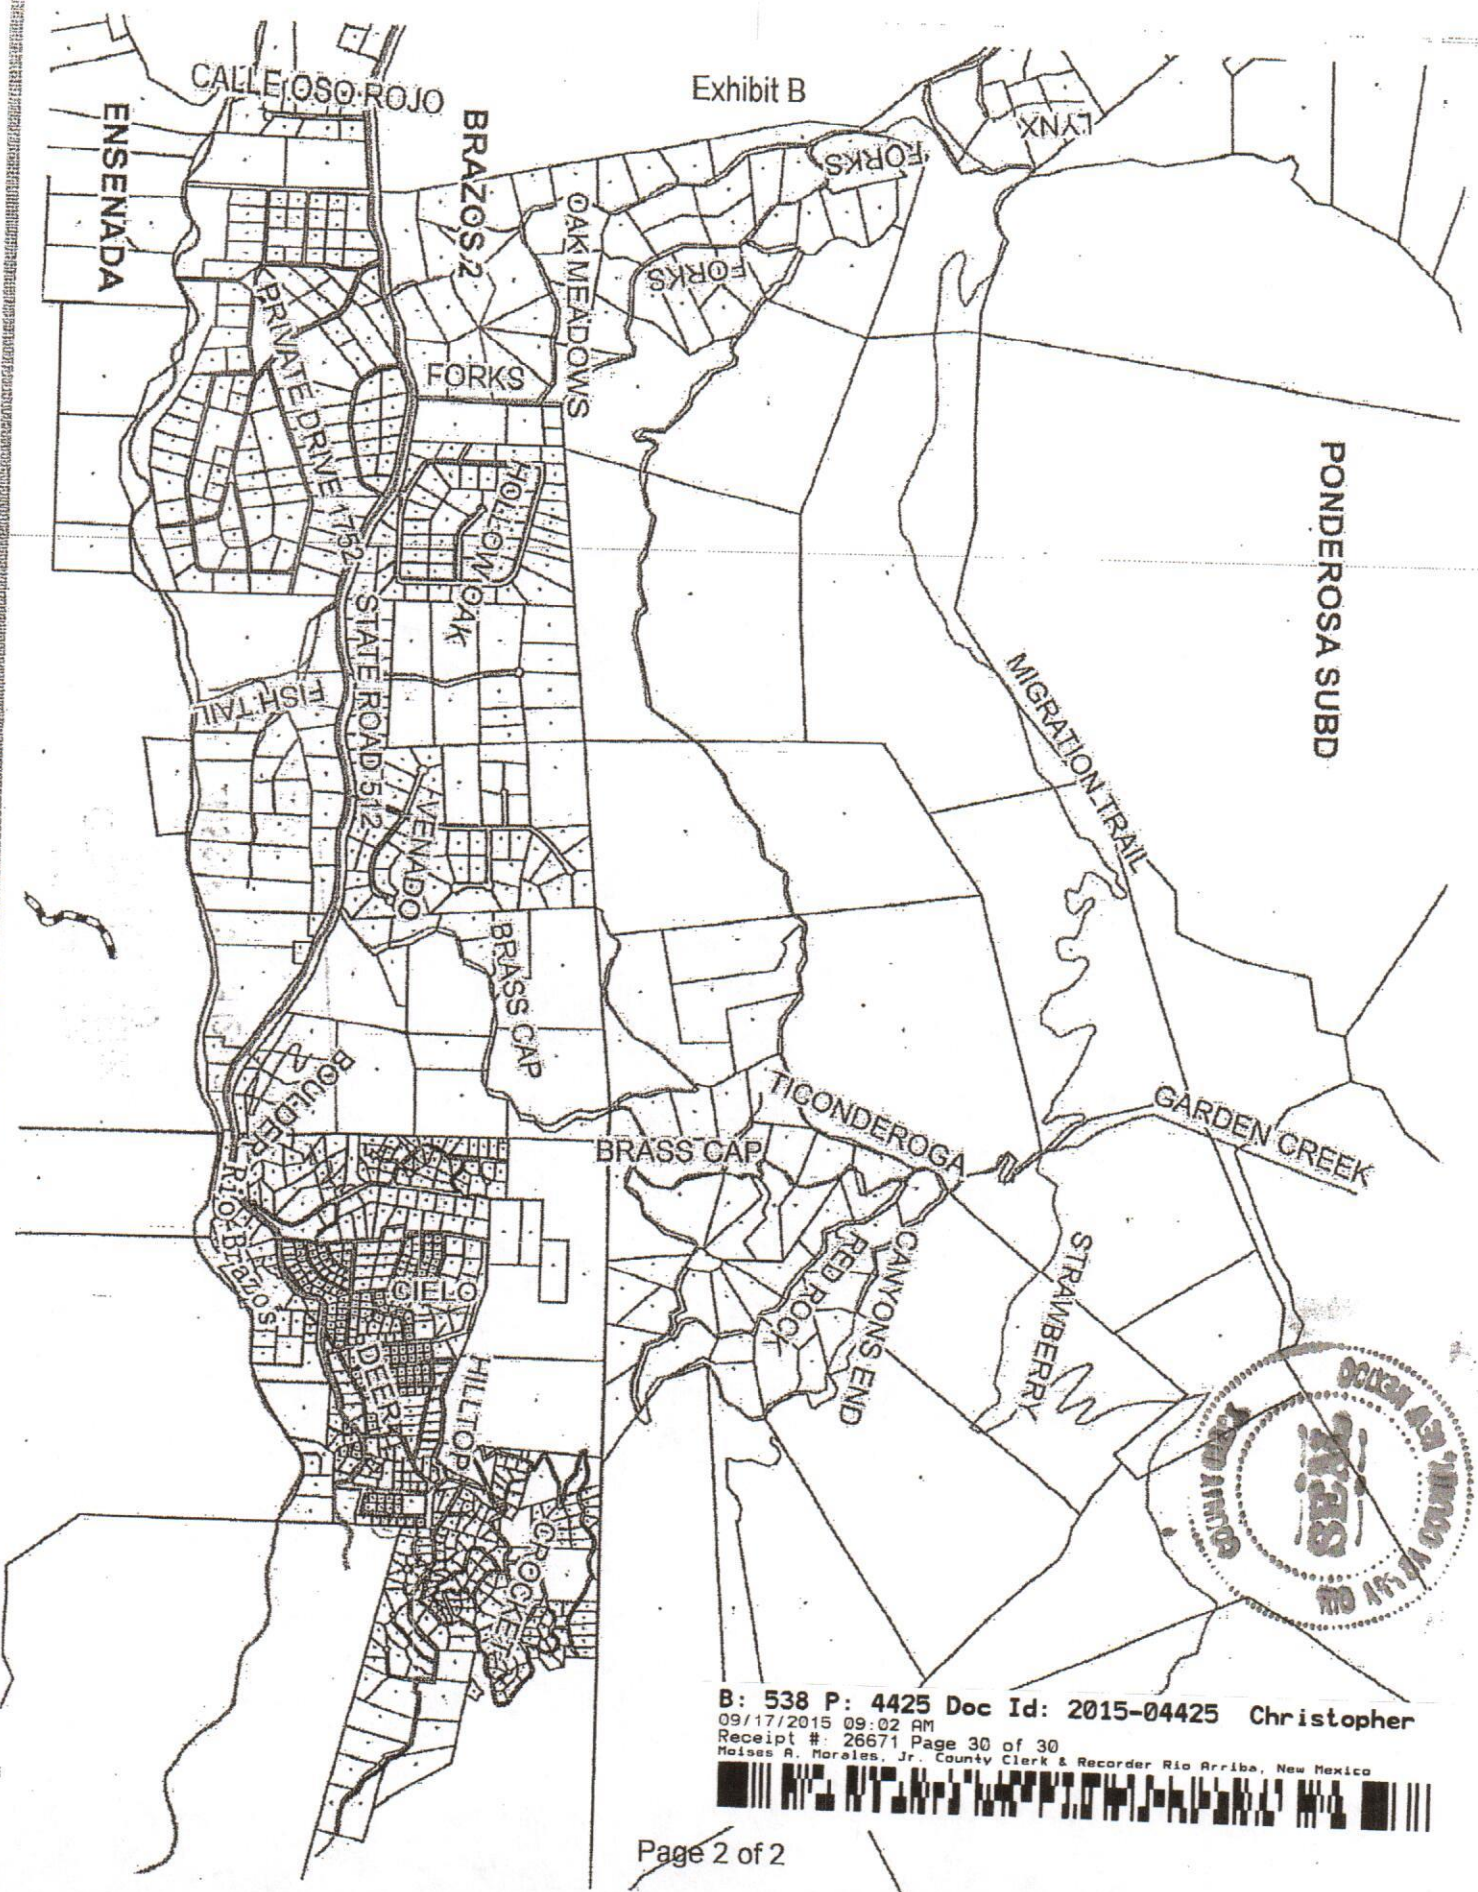 Exhibit B
CALLE OSO ROJO
ENSENADA
BRAZOS 2
OAK MEADOWS
LYNX
FORKS
FORKS
FORKS
PRIVATE DRIVE 1752
HOLLOW OAK
PONDEROSA SUBD
STATE ROAD 512
FISH TAIL
MIGRATION TRAIL
VENADO
BRASS CAP
BOULDER
TICONDEROGA
GARDEN CREEK
BRASS CAP
Rio Brazos
CIELO
DEER
HILLTOP
RED ROCK
CANYONS END
STRAWBERRY
CROCKER
SEAL
B: 538 P: 4425 Doc Id: 2015-04425 Christopher
09/17/2015 09:02 AM
Receipt #: 26671 Page 30 of 30
Moises A. Morales, Jr. County Clerk & Recorder Rio Arriba, New Mexico
Page 2 of 2